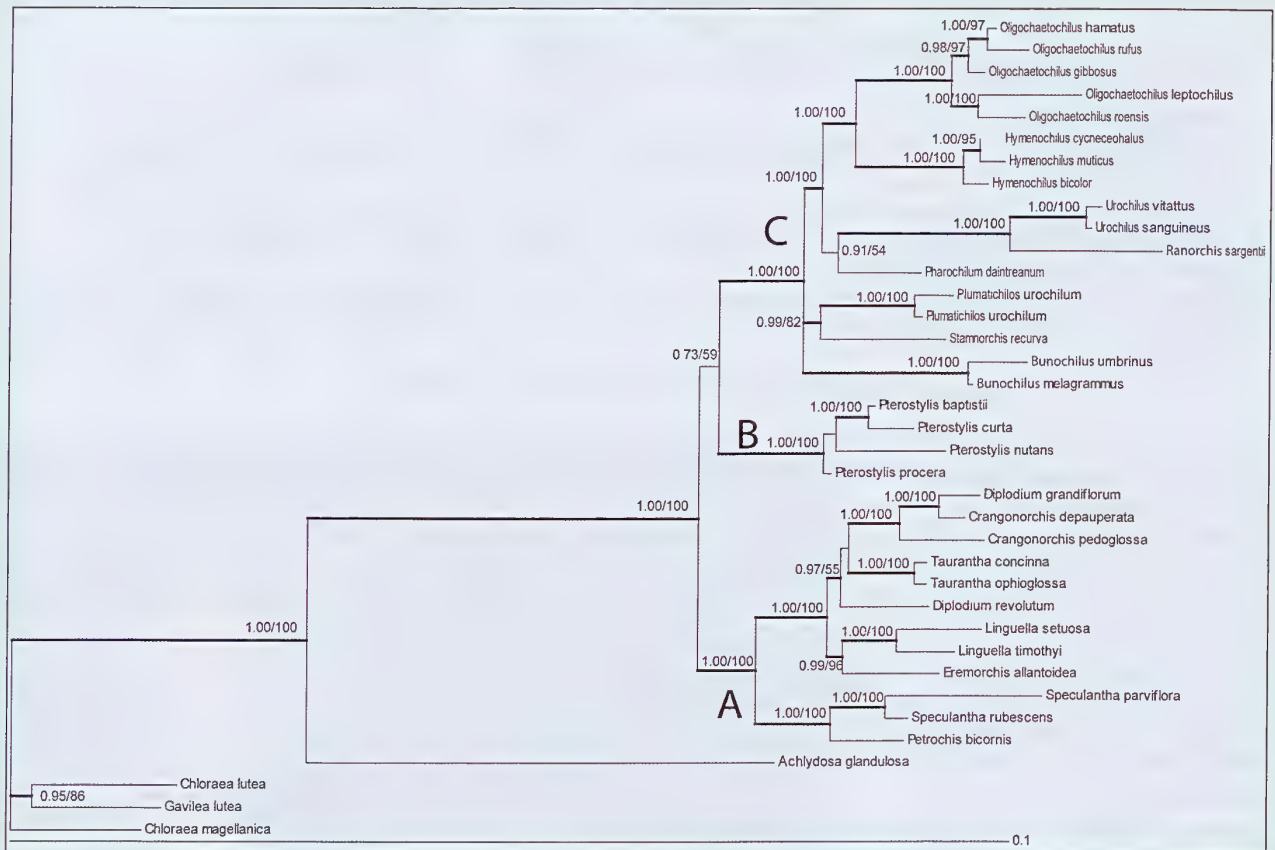 1.00/97
Oligochaetochilus hamatus
0.98/97
Oligochaetochilus rufus
1.00/100
Oligochaetochilus gibbosus
1.00/100
Oligochaetochilus leptochilus
1.00/100
Oligochaetochilus roensis
1.00/95
Hymenochilus cycneceohalus
1.00/100
Hymenochilus muticus
1.00/100
Hymenochilus bicolor
1.00/100
Urochilus vitattus
C
Urochilus sanguineus
0.91/54
Ranorchis sargentii
1.00/100
Pharochilum daintreanum
1.00/100
Plumatichilos urochilum
0.99/82
Plumatichilos urochilum
Stamnorchis recurva
0 73/59
1.00/100
Bunochilus umbrinus
Bunochilus melagrammus
1.00/100
Pterostylis baptistii
B
1.00/100
Pterostylis curta
Pterostylis nutans
Pterostylis procera
1.00/100
1.00/100
Diplodium grandiflorum
1.00/100
Crangonorchis depauperata
Crangonorchis pedoglossa
0.97/55
1.00/100
Taurantha concinna
Taurantha ophioglossa
1.00/100
Diplodium revolutum
1.00/100
1.00/100
Linguella setuosa
Linguella timothyi
1.00/100
0.99/96
Eremorchis allantoidea
A
1.00/100
Speculantha parviflora
1.00/100
Speculantha rubescens
Petrochis bicornis
Achlydosa glandulosa
Chloraea lutea
0.95/86
Gavilea lutea
Chloraea magellanica
0.1